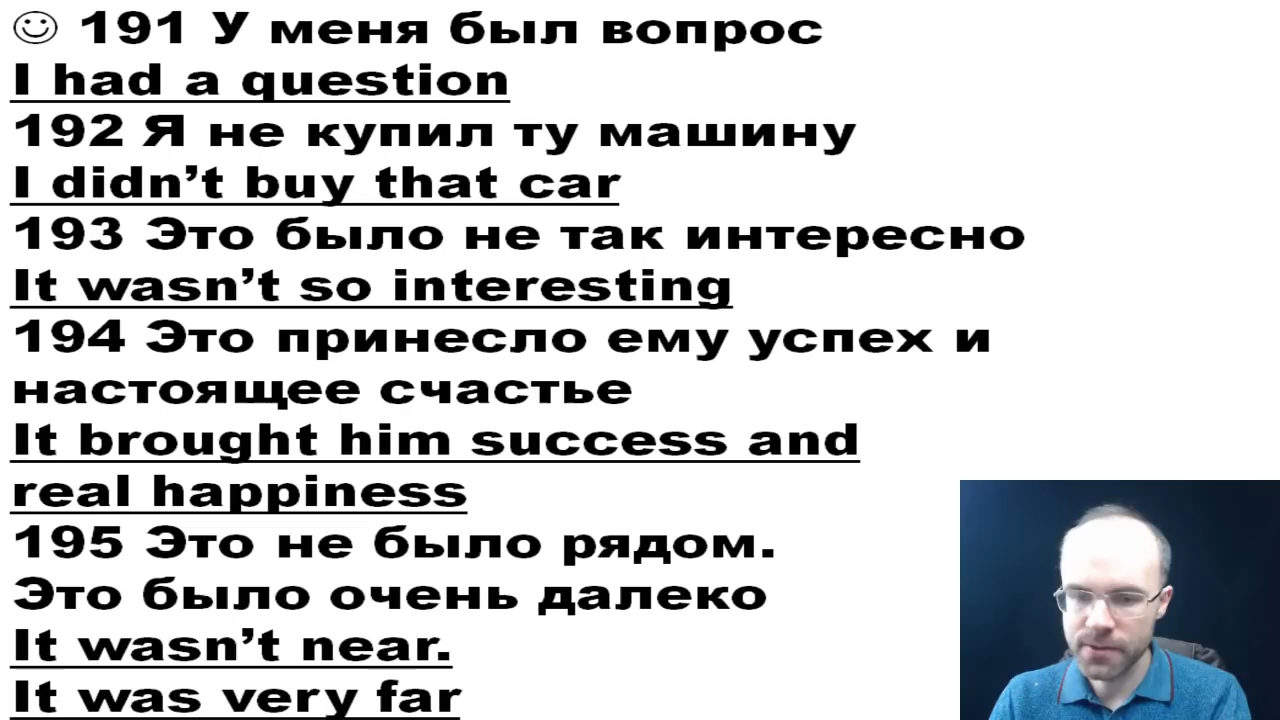 ☺ 191 У меня был вопрос
I had a question
192 Я не купил ту машину
I didn’t buy that car
193 Это было не так интересно
It wasn’t so interesting
194 Это принесло ему успех и
настоящее счастье
It brought him success and
real happiness
195 Это не было рядом.
Это было очень далеко
It wasn’t near.
It was very far